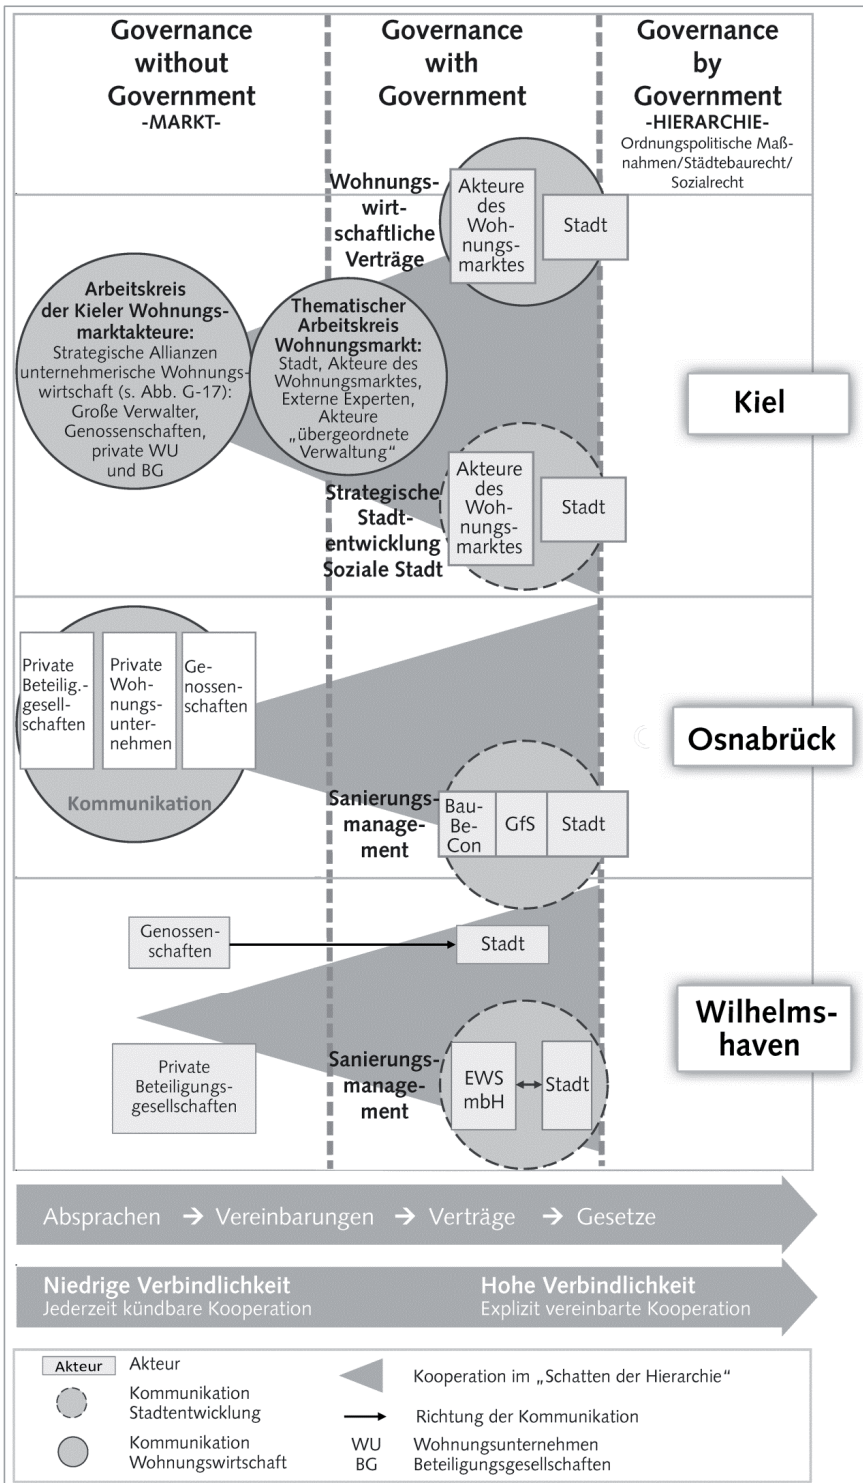 Governance
without
Government
-MARKT-
Governance
with
Government
Governance
by
Government
-HIERARCHIE-
Ordnungspolitische Maß-
nahmen/Städtebaurecht/
Sozialrecht
Arbeitskreis
der Kieler Wohnungs-
marktakteure:
Strategische Allianzen
unternehmerische Wohnungs-
wirtschaft (s. Abb. G-17):
Große Verwalter,
Genossenschaften,
private WU
und BG
Thematischer
Arbeitskreis
Wohnungsmarkt:
Stadt, Akteure des
Wohnungsmarktes,
Externe Experten,
Akteure
„übergeordnete
Verwaltung“
Wohnungs-
wirt-
schaftliche
Verträge
Akteure
des
Woh-
nungs-
marktes
Stadt
Strategische
Stadt-
entwicklung
Soziale Stadt
Akteure
des
Woh-
nungs-
marktes
Stadt
Kiel
Private
Beteilig.-
gesell-
schaften
Private
Woh-
nungs-
unter-
nehmen
Ge-
nossen-
schaften
Kommunikation
Sanierungs-
manage-
ment
Bau-
Be-
Con
GfS
Stadt
Osnabrück
Genossen-
schaften
Stadt
Private
Beteiligungs-
gesellschaften
Sanierungs-
manage-
ment
EWS
mbH
Stadt
Wilhelms-
haven
Absprachen → Vereinbarungen → Verträge → Gesetze
Niedrige Verbindlichkeit
Jederzeit kündbare Kooperation
Hohe Verbindlichkeit
Explizit vereinbarte Kooperation
Akteur Akteur
Kommunikation
Stadtentwicklung
Kommunikation
Wohnungswirtschaft
Kooperation im „Schatten der Hierarchie“
Richtung der Kommunikation
WU Wohnungsunternehmen
BG Beteiligungsgesellschaften